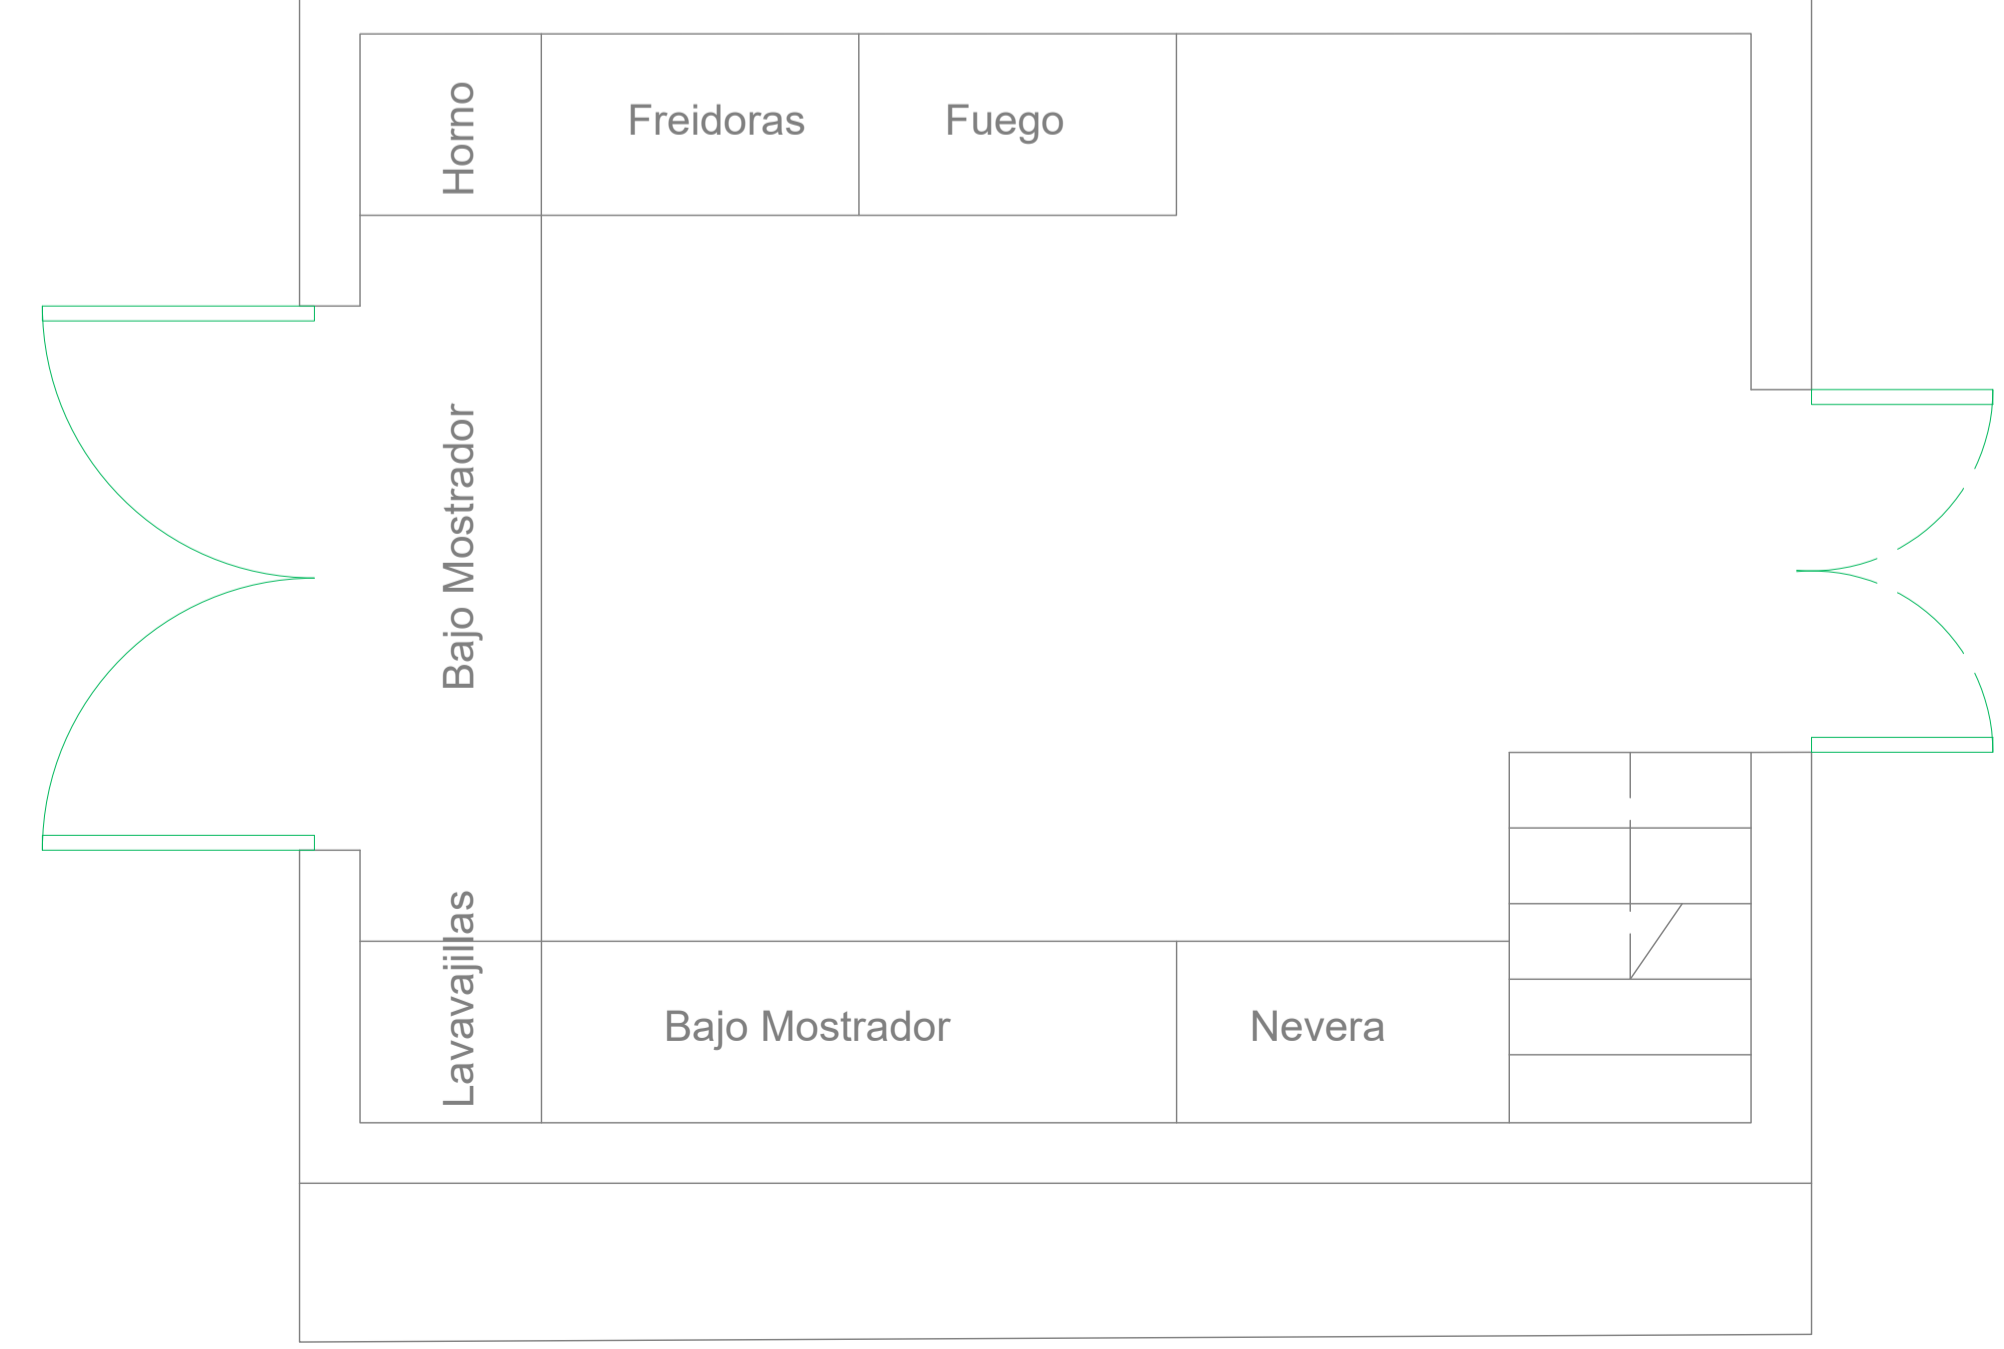 Horno
Freidoras
Fuego
Bajo Mostrador
Lavavajillas
Bajo Mostrador
Nevera